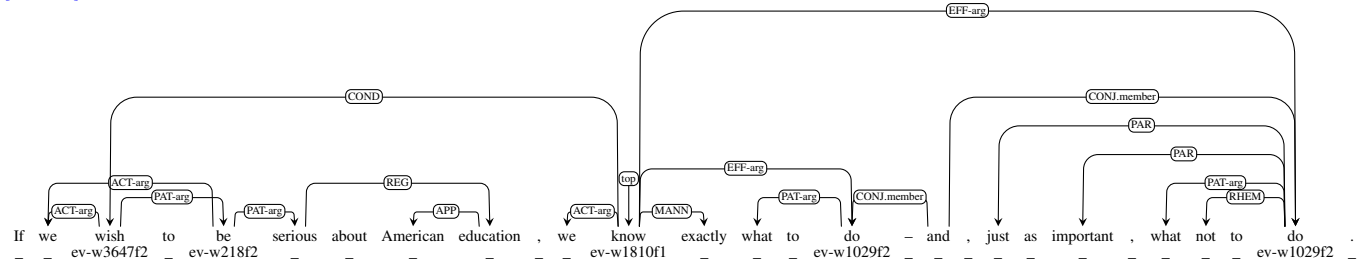 EFF-arg
COND CONJ.member
PAR
PAR
EFF-arg
top
ACT-arg REG PAT-arg
PAT-arg PAT-arg CONJ.member RHEM
ACT-arg PAT-arg APP ACT-arg MANN
If we wish to be serious about American education , we know exactly what to do – and , just as important , what not to do .
_ _ ev-w3647f2 _ ev-w218f2 _ _ _ _ _ _ ev-w1810f1 _ _ _ ev-w1029f2 _ _ _ _ _ _ _ _ _ _ ev-w1029f2 _